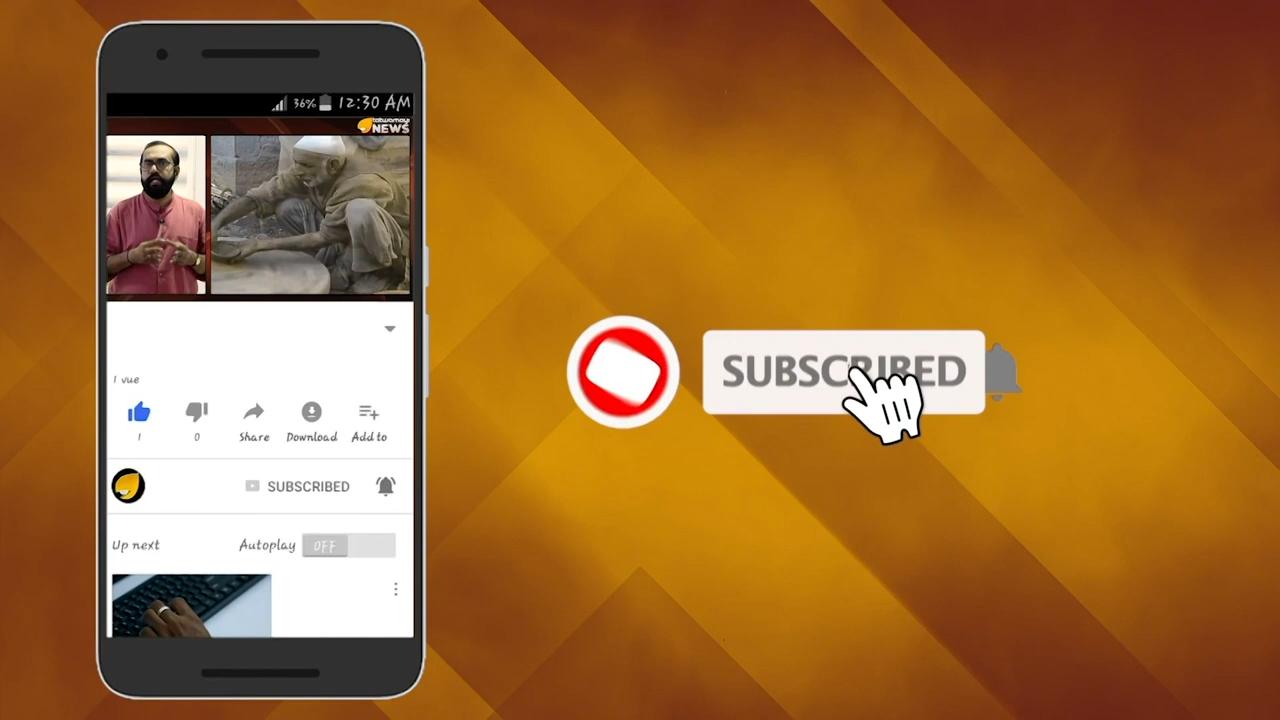 36% 12:30 AM
tatwamayi
NEWS
1 vue
1
0
Share
Download
Add to
SUBSCRIBED
Up next
Autoplay
OFF
SUBSCRIBED